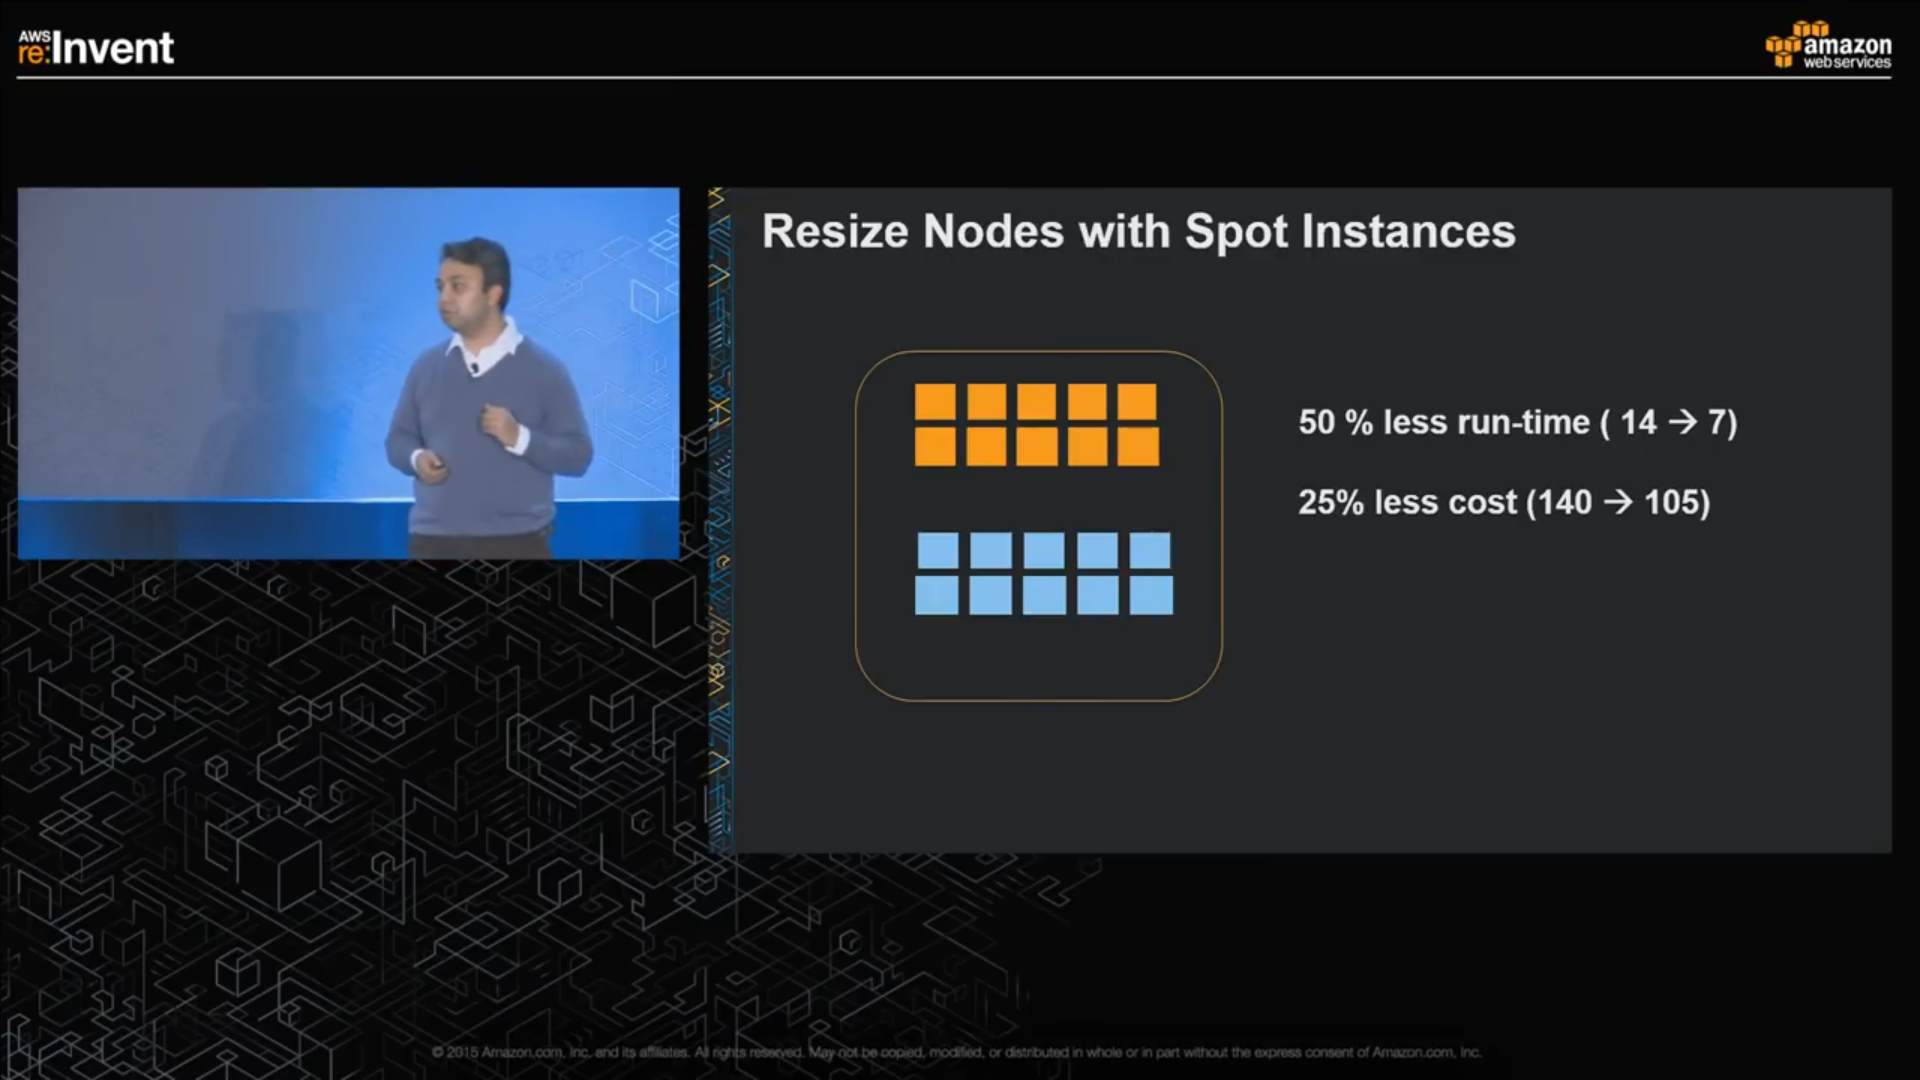 AWS
re:Invent
amazon
web services
Resize Nodes with Spot Instances
50 % less run-time ( 14 → 7)
25% less cost (140 → 105)
© 2015 Amazon.com, Inc. and its affiliates. All rights reserved. May not be copied, modified, or distributed in whole or in part without the express consent of Amazon.com, Inc.